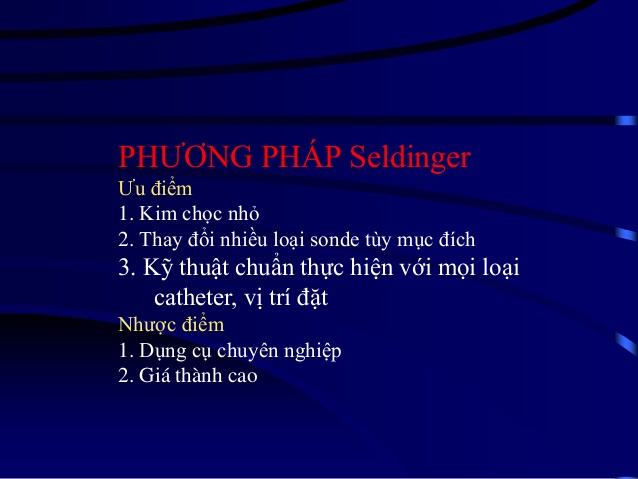 PHƯƠNG PHÁP Seldinger
Ưu điểm
1. Kim chọc nhỏ
2. Thay đổi nhiều loại sonde tùy mục đích
3. Kỹ thuật chuẩn thực hiện với mọi loại
catheter, vị trí đặt
Nhược điểm
1. Dụng cụ chuyên nghiệp
2. Giá thành cao